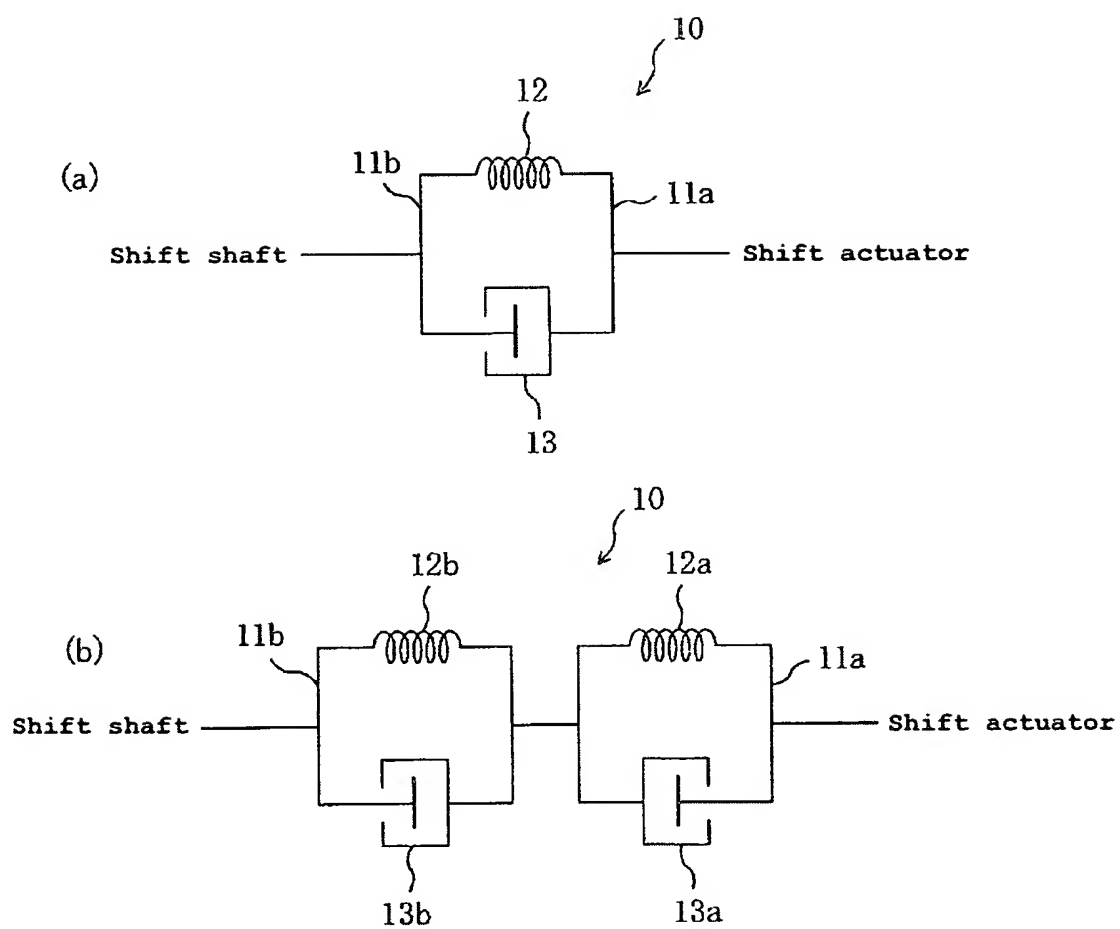 10
12
11b
(a)
11a
Shift shaft
Shift actuator
13
10
12b
12a
11b
(b)
11a
Shift shaft
Shift actuator
13b
13a